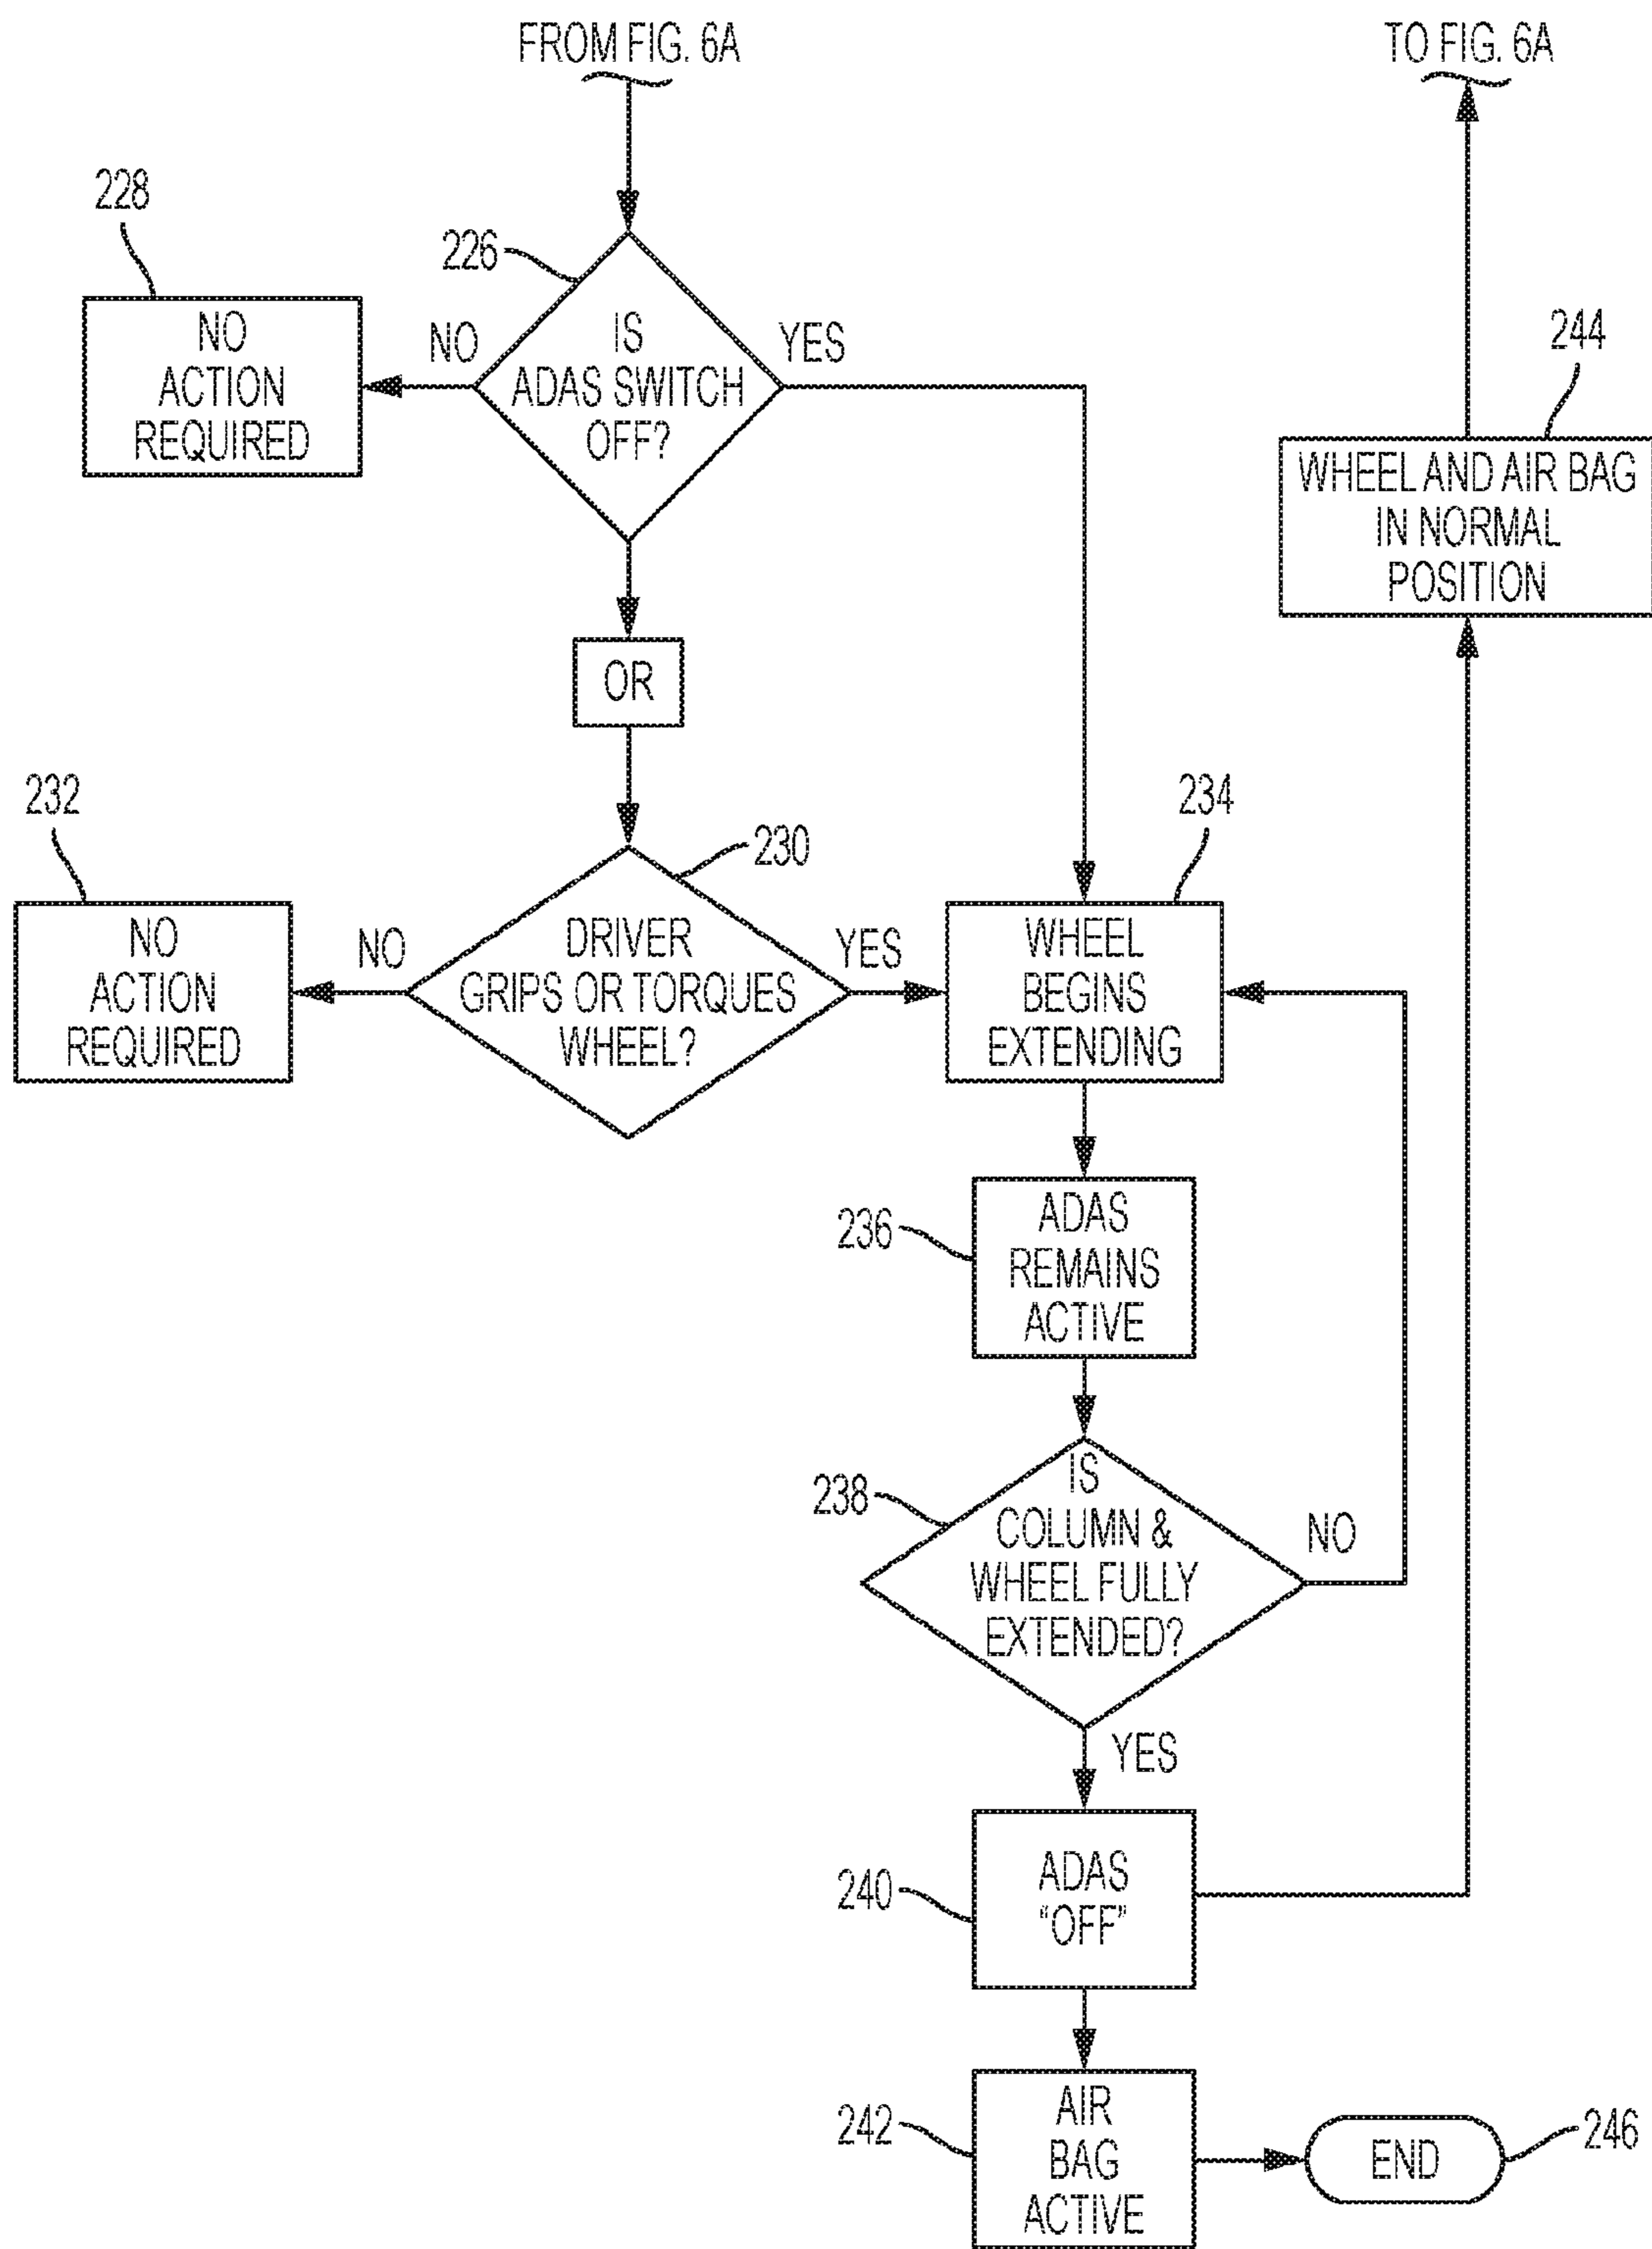 FROM FIG. 6A
TO FIG. 6A
228
226
NO
ACTION
REQUIRED
NO
IS
ADAS SWITCH
OFF?
YES
244
WHEEL AND AIR BAG
IN NORMAL
POSITION
OR
232
230
234
NO
ACTION
REQUIRED
NO
DRIVER
GRIPS OR TORQUES
WHEEL?
YES
WHEEL
BEGINS
EXTENDING
236
ADAS
REMAINS
ACTIVE
238
IS
COLUMN &
WHEEL FULLY
EXTENDED?
NO
YES
240
ADAS
"OFF"
242
AIR
BAG
ACTIVE
END
246